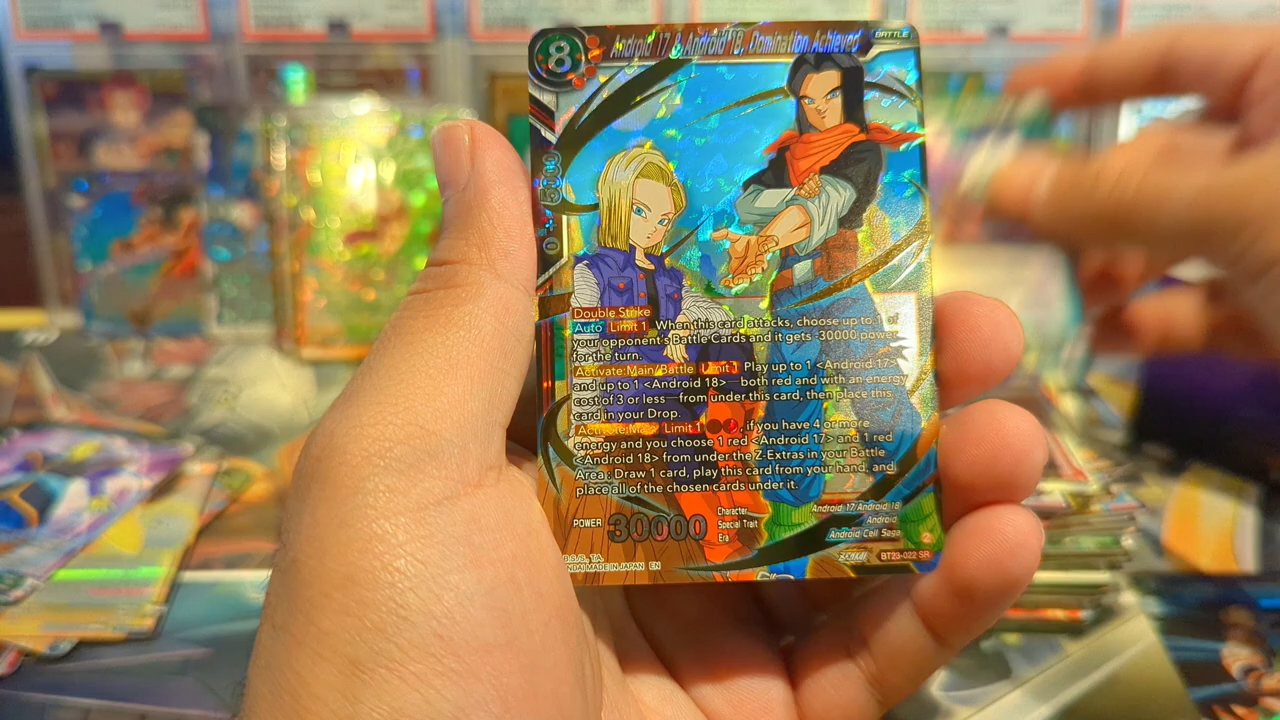 8
Android 17 & Android 18, Domination Achieved
BATTLE
0 + 5000
Double Strike
Auto Limit 1 When this card attacks, choose up to 1 of
your opponent's Battle Cards and it gets -30000 power
for the turn.
Activate:Main/Battle Limit 1 Play up to 1 <Android 17>
and up to 1 <Android 18>—both red and with an energy
cost of 3 or less—from under this card, then place this
card in your Drop.
Activate:Main Limit 1 , if you have 4 or more
energy and you choose 1 red <Android 17> and 1 red
<Android 18> from under the Z-Extras in your Battle
Area: Draw 1 card, play this card from your hand, and
place all of the chosen cards under it.
POWER 30000
Character Android 17/Android 18
Special Trait Android
Era Android Cell Saga
B.S./S., T.A.
NDAI MADE IN JAPAN EN
BT23-022 SR